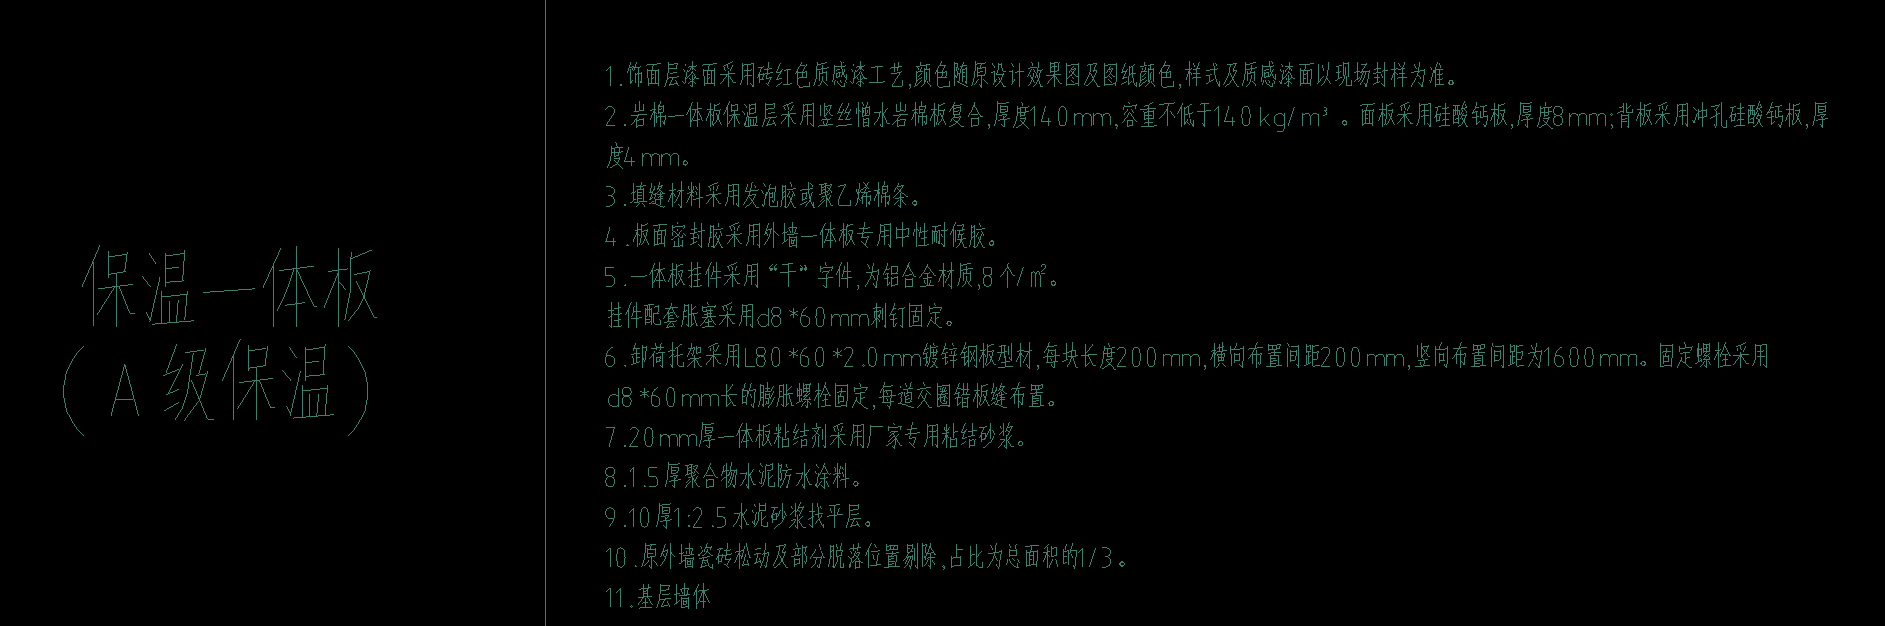 保温一体板
(A 级保温)
1.饰面层漆面采用砖红色质感漆工艺,颜色随原设计效果图及图纸颜色,样式及质感漆面以现场封样为准。
2.岩棉一体板保温层采用竖丝憎水岩棉板复合,厚度140mm,容重不低于140kg/m³。面板采用硅酸钙板,厚度8mm;背板采用冲孔硅酸钙板,厚
度4mm。
3.填缝材料采用发泡胶或聚乙烯棉条。
4.板面密封胶采用外墙一体板专用中性耐候胶。
5.一体板挂件采用“干”字件,为铝合金材质,8个/㎡。
挂件配套胀塞采用d8*60mm刺钉固定。
6.卸荷托架采用L80*60*2.0mm镀锌钢板型材,每块长度200mm,横向布置间距200mm,竖向布置间距为1600mm。固定螺栓采用
d8*60mm长的膨胀螺栓固定,每道交圈错板缝布置。
7.20mm厚一体板粘结剂采用厂家专用粘结砂浆。
8.1.5厚聚合物水泥防水涂料。
9.10厚1:2.5水泥砂浆找平层。
10.原外墙瓷砖松动及部分脱落位置剔除,占比为总面积的1/3。
11.基层墙体